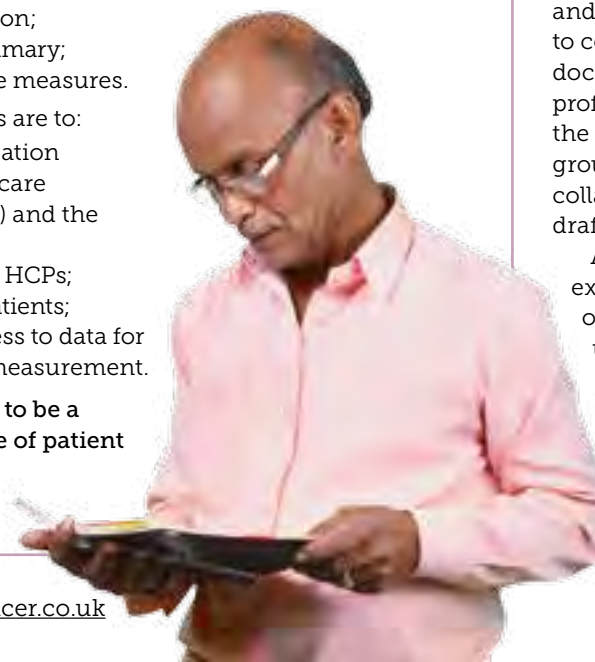 on;
mary;
e measures.
s are to:
ation
care
) and the
HCPs;
tients;
ess to data for
measurement.
to be a
e of patient
cer.co.uk
and
to co
doc
prof
the
grou
colla
draf
A
ex
o